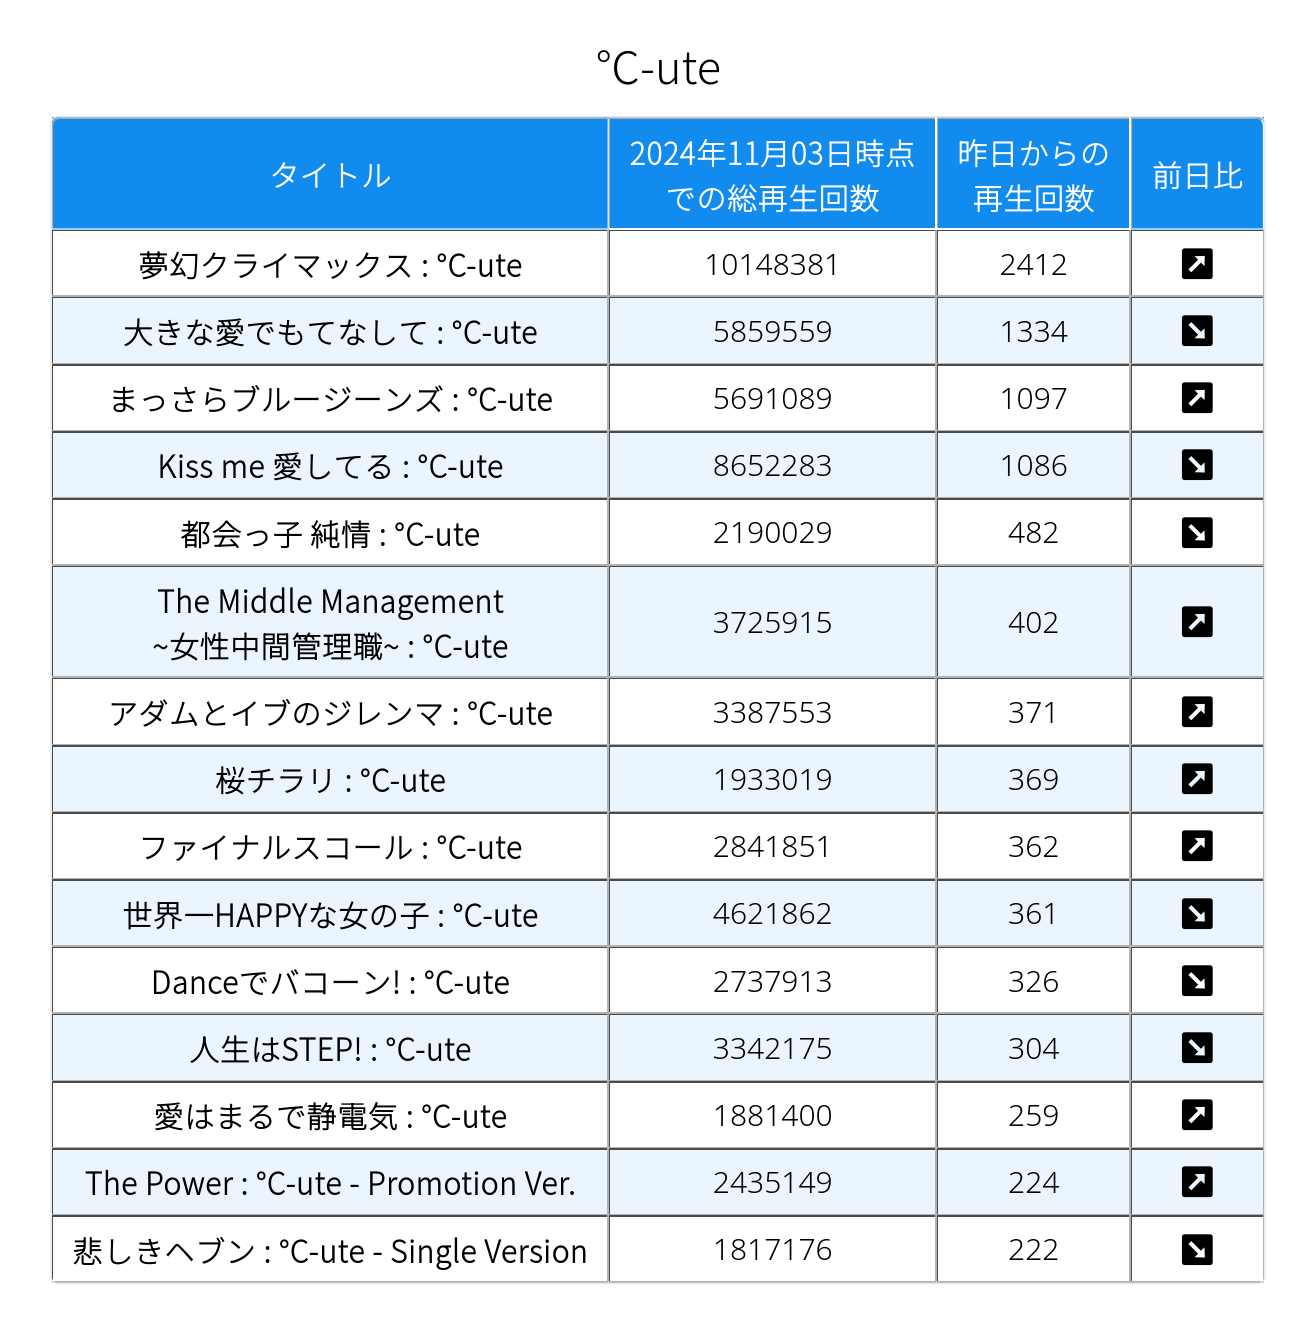 ℃-ute
タイトル
2024年11月03日時点
での総再生回数
昨日からの
再生回数
前日比
夢幻クライマックス : ℃-ute 10148381 2412
大きな愛でもてなして : ℃-ute 5859559 1334
まっさらブルージーンズ : ℃-ute 5691089 1097
Kiss me 愛してる : ℃-ute 8652283 1086
都会っ子 純情 : ℃-ute 2190029 482
The Middle Management
~女性中間管理職~ : ℃-ute 3725915 402
アダムとイブのジレンマ : ℃-ute 3387553 371
桜チラリ : ℃-ute 1933019 369
ファイナルスコール : ℃-ute 2841851 362
世界一HAPPYな女の子 : ℃-ute 4621862 361
Danceでバコーン! : ℃-ute 2737913 326
人生はSTEP! : ℃-ute 3342175 304
愛はまるで静電気 : ℃-ute 1881400 259
The Power : ℃-ute - Promotion Ver. 2435149 224
悲しきヘブン : ℃-ute - Single Version 1817176 222